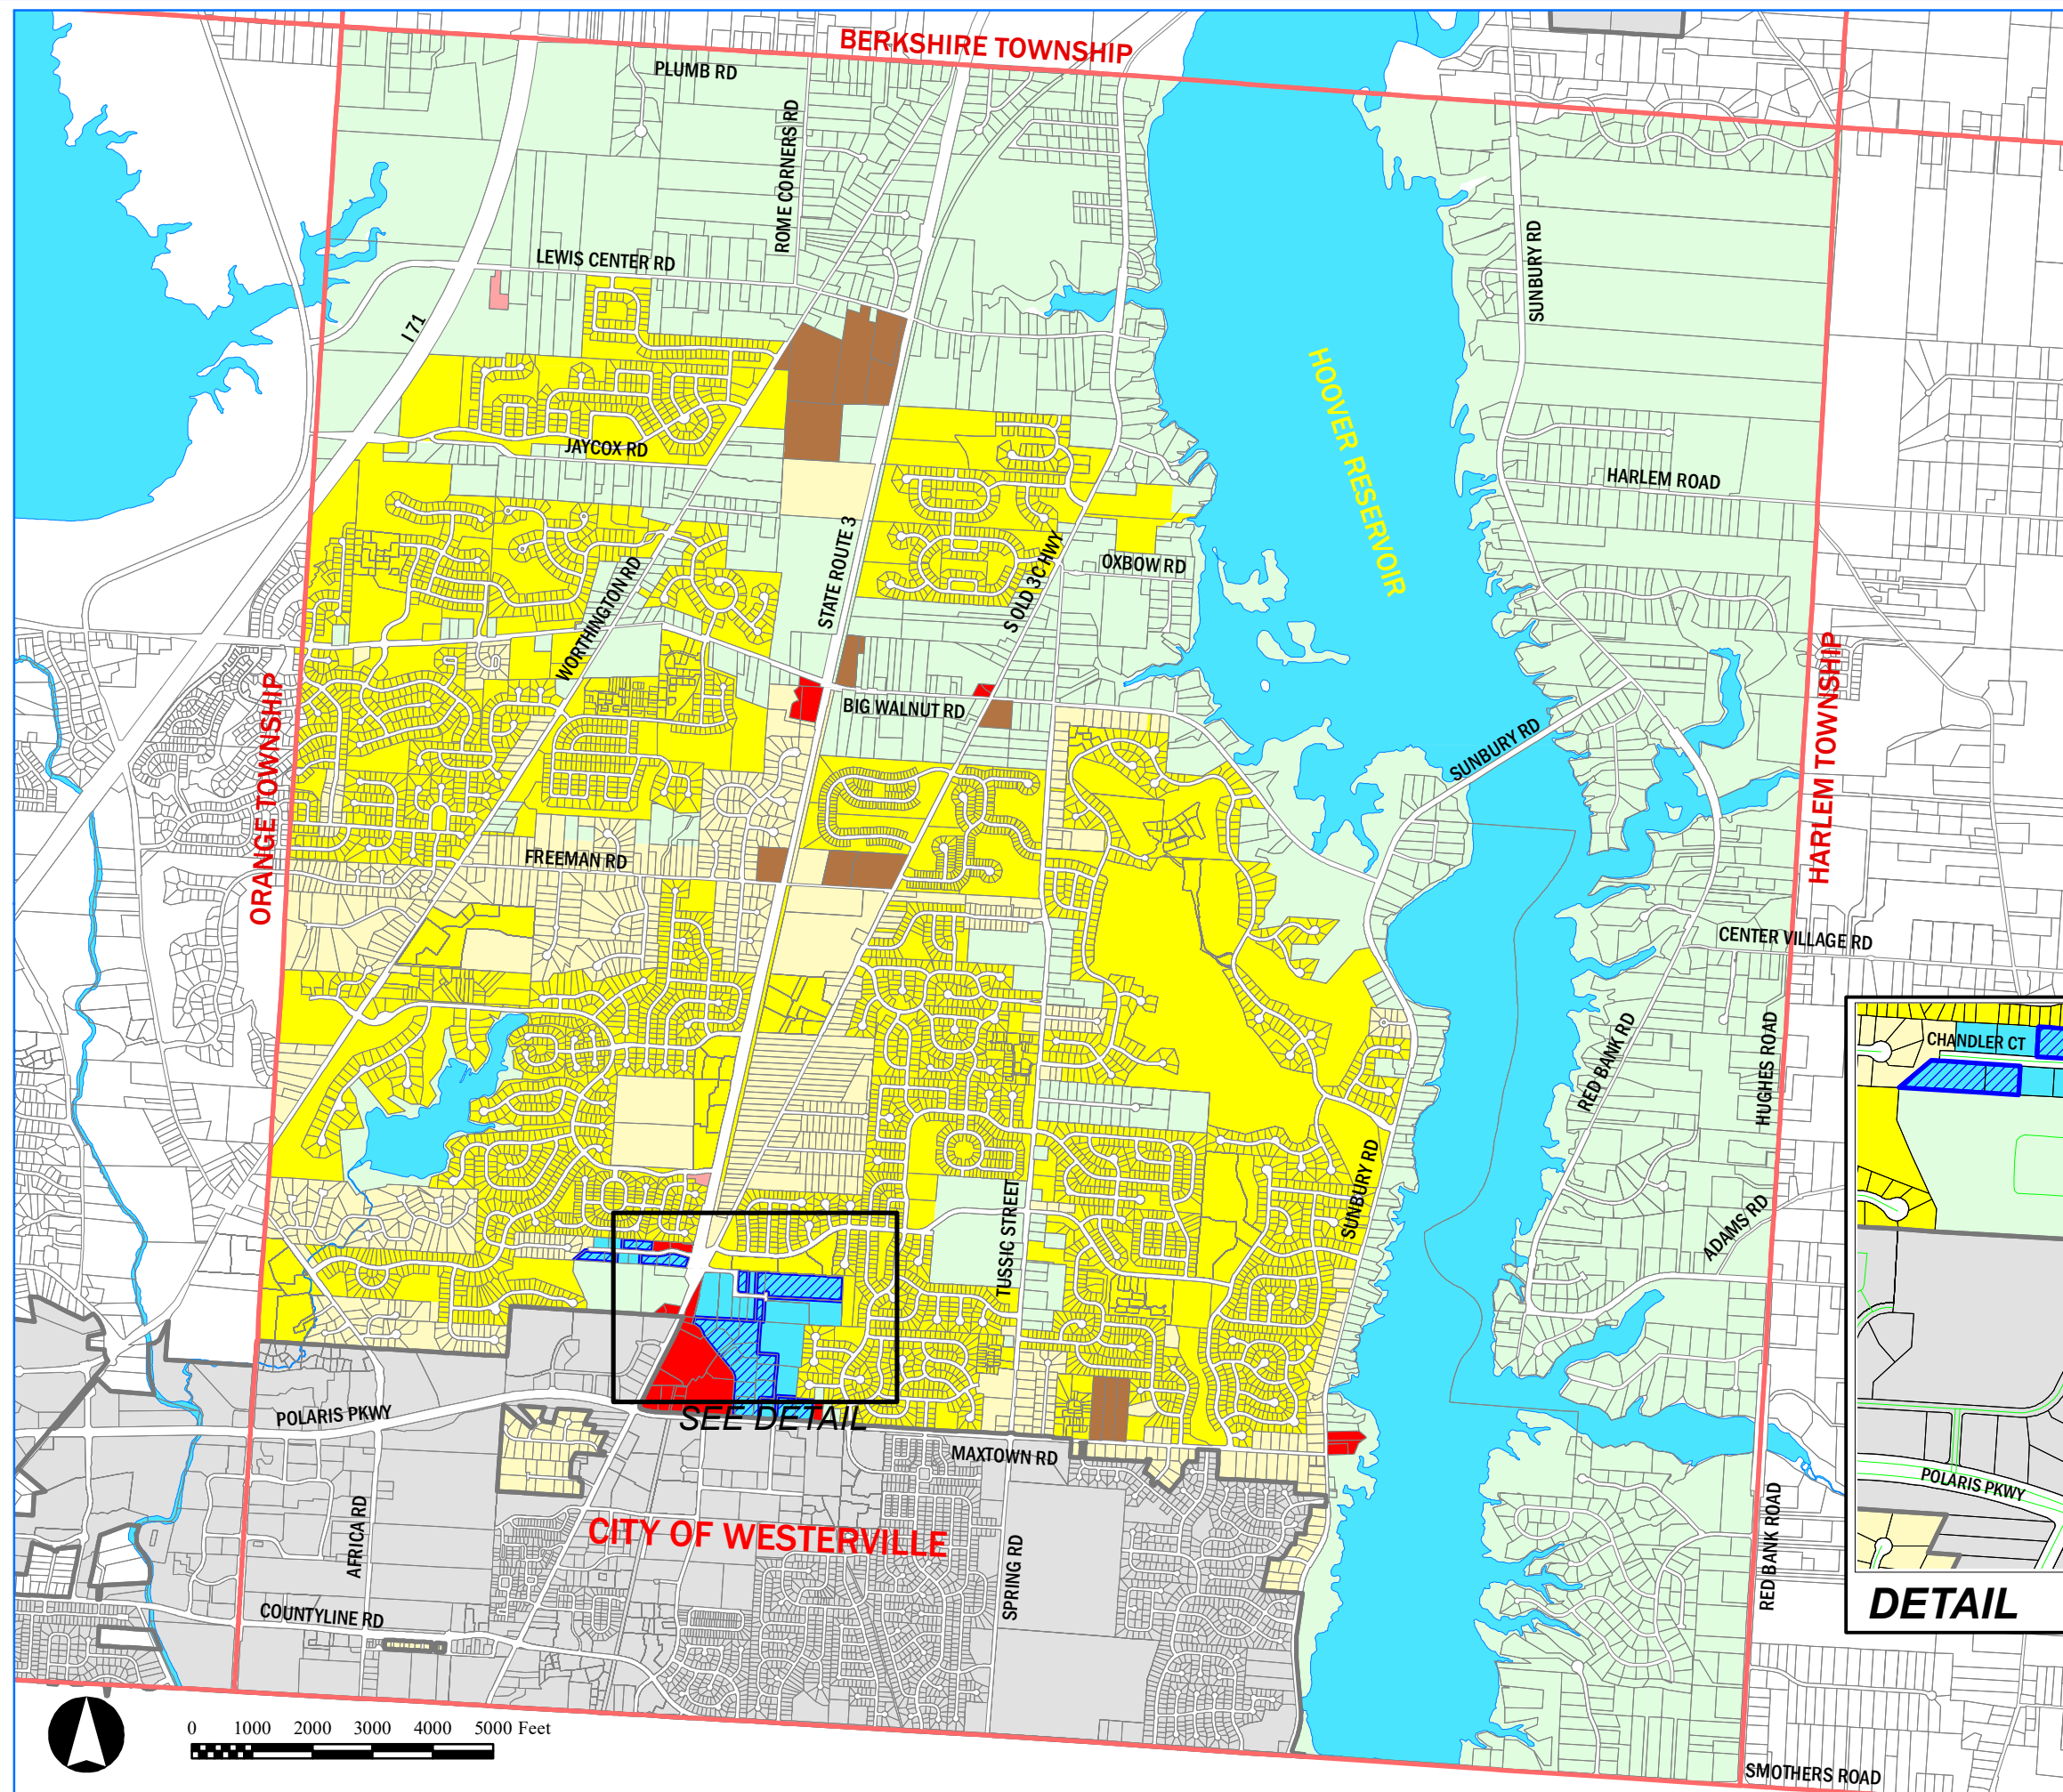 BERKSHIRE TOWNSHIP
PLUMB RD
ROME CORNERS RD
LEWIS CENTER RD
SUNBURY RD
I 71
HOOVER RESERVOIR
JAYCOX RD
HARLEM ROAD
STATE ROUTE 3
S OLD 3C HWY
OXBOW RD
WORTHINGTON RD
ORANGE TOWNSHIP
HARLEM TOWNSHIP
BIG WALNUT RD
SUNBURY RD
FREEMAN RD
CENTER VILLAGE RD
RED BANK RD
HUGHES ROAD
CHANDLER CT
SUNBURY RD
TUSSIC STREET
ADAMS RD
POLARIS PKWY
SEE DETAIL
MAXTOWN RD
POLARIS PKWY
CITY OF WESTERVILLE
AFRICA RD
SPRING RD
RED BANK ROAD
DETAIL
COUNTYLINE RD
0 1000 2000 3000 4000 5000 Feet
SMOTHERS ROAD